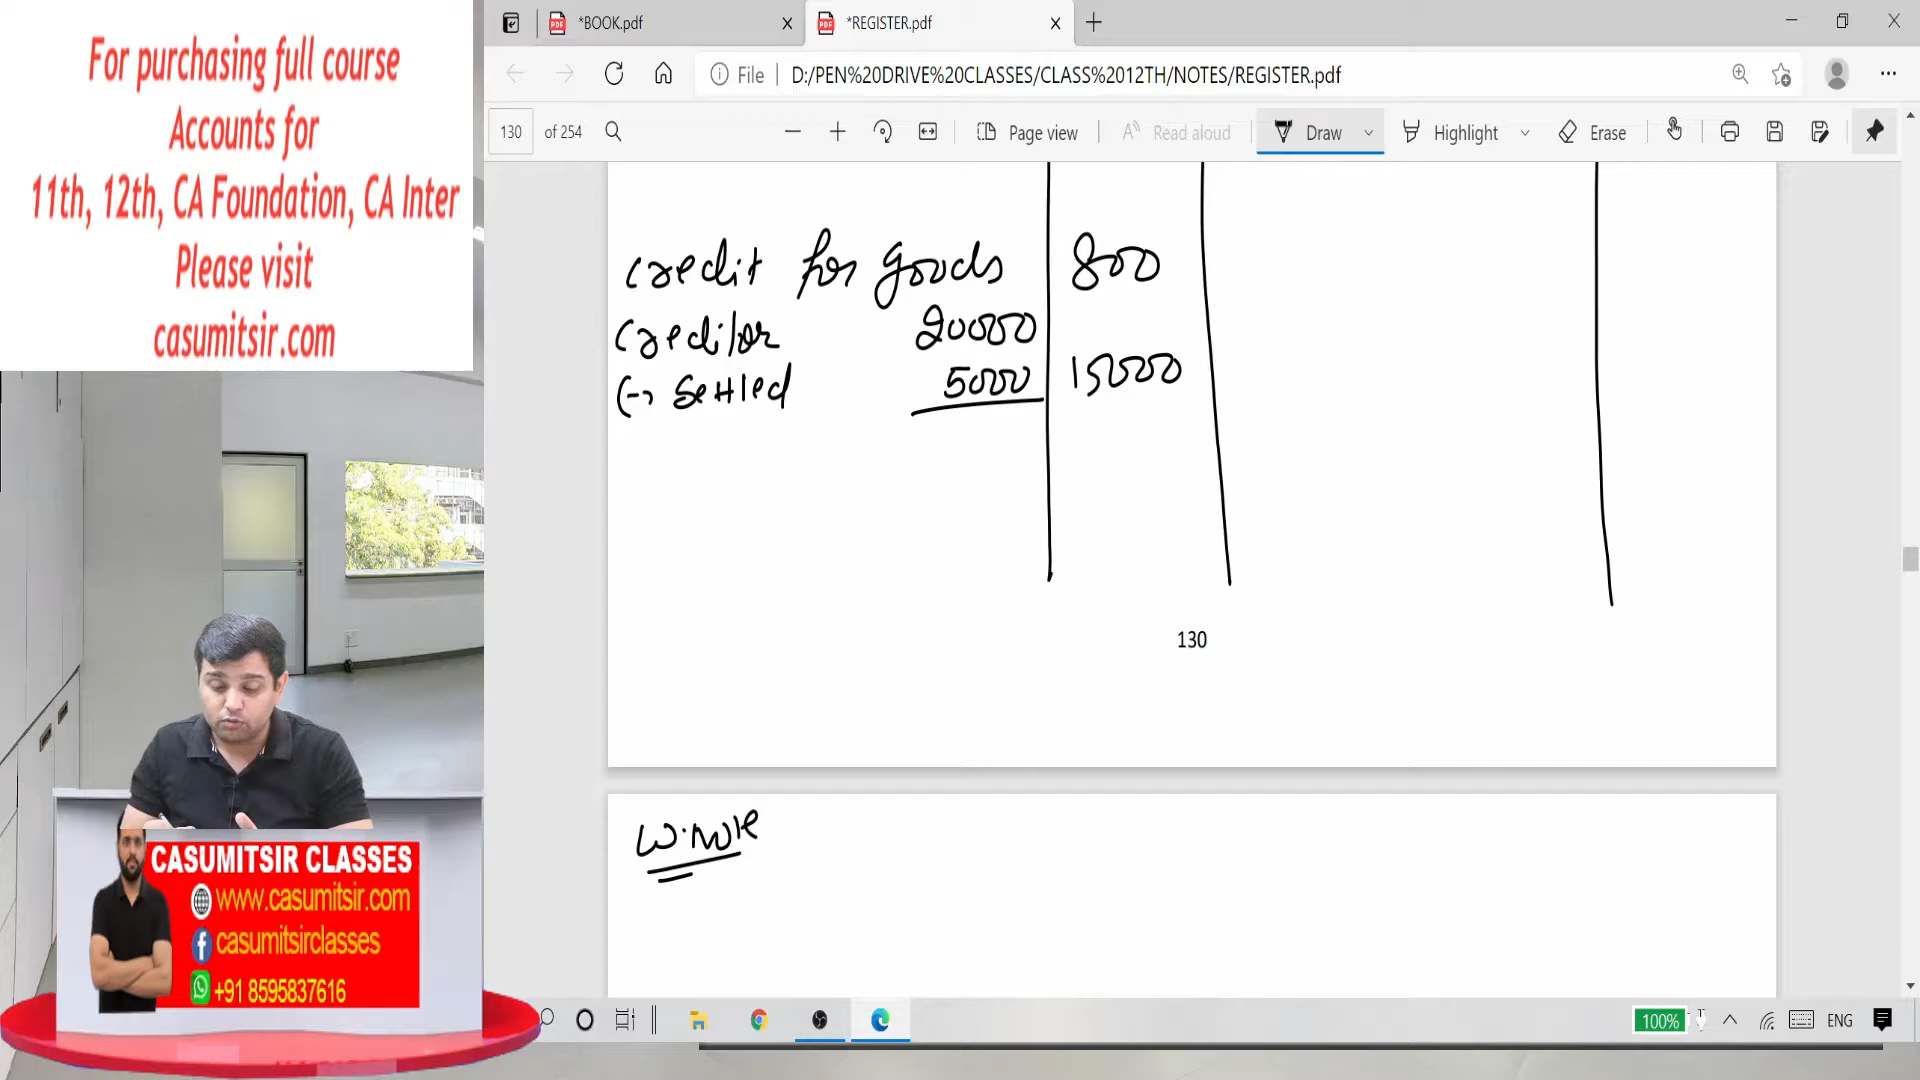 For purchasing full course
Accounts for
11th, 12th, CA Foundation, CA Inter
Please visit
casumitsir.com
CASUMITSIR CLASSES
www.casumitsir.com
casumitsirclasses
+91 8595837616
*BOOK.pdf
*REGISTER.pdf
File
D:/PEN%20DRIVE%20CLASSES/CLASS%2012TH/NOTES/REGISTER.pdf
130 of 254
Page view
Read aloud
Draw
Highlight
Erase
credit for goods 800
Creditor 20000
(-) Settled 5000 15000
130
W.Note
100%
ENG